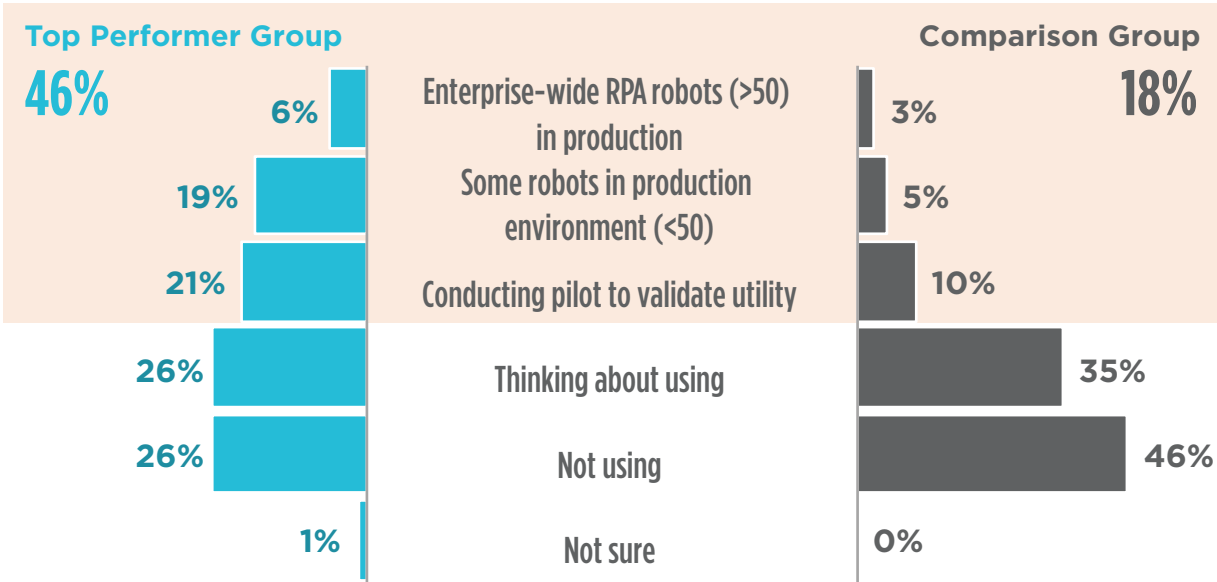 Top Performer Group
Comparison Group
46%
18%
6%
Enterprise-wide RPA robots (>50)
in production
3%
19%
Some robots in production
environment (<50)
5%
21%
Conducting pilot to validate utility
10%
26%
Thinking about using
35%
26%
Not using
46%
1%
Not sure
0%